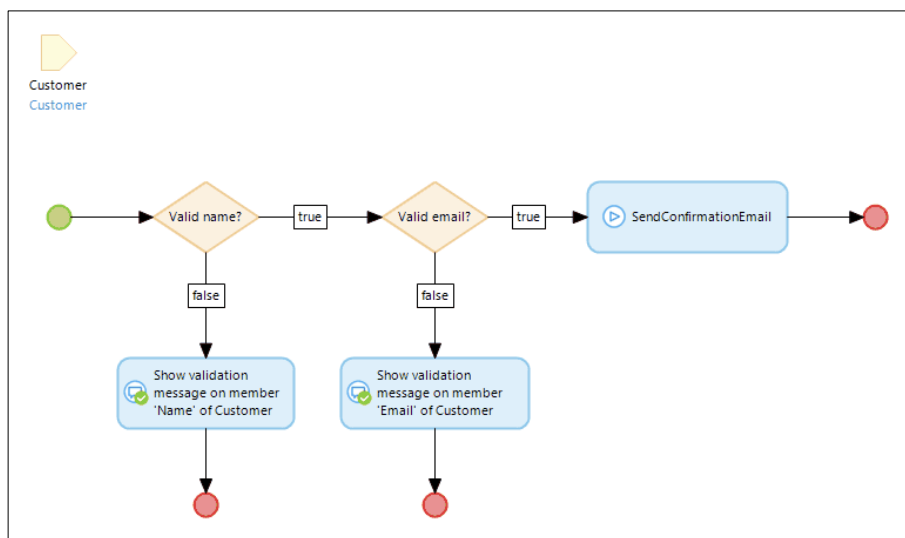 Customer
Customer
Valid name?
true
Valid email?
true
SendConfirmationEmail
false
false
Show validation
message on member
'Name' of Customer
Show validation
message on member
'Email' of Customer